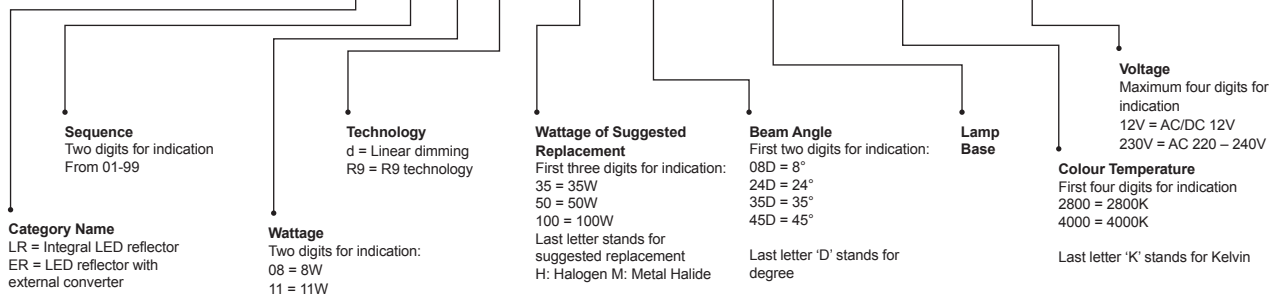 Voltage
Maximum four digits for
indication
12V = AC/DC 12V
230V = AC 220 – 240V
Sequence
Two digits for indication
From 01-99
Technology
d = Linear dimming
R9 = R9 technology
Wattage of Suggested
Replacement
First three digits for indication:
35 = 35W
50 = 50W
100 = 100W
Last letter stands for
suggested replacement
H: Halogen M: Metal Halide
Beam Angle
First two digits for indication:
08D = 8°
24D = 24°
35D = 35°
45D = 45°
Last letter ‘D’ stands for
degree
Lamp
Base
Colour Temperature
First four digits for indication
2800 = 2800K
4000 = 4000K
Last letter ‘K’ stands for Kelvin
Category Name
LR = Integral LED reflector
ER = LED reflector with
external converter
Wattage
Two digits for indication:
08 = 8W
11 = 11W